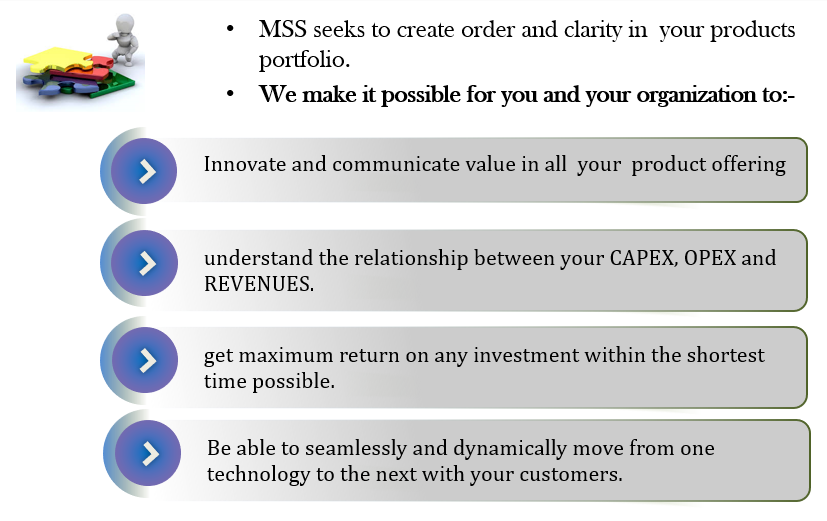 • MSS seeks to create order and clarity in your products
portfolio.
• We make it possible for you and your organization to:-
Innovate and communicate value in all your product offering
understand the relationship between your CAPEX, OPEX and
REVENUES.
get maximum return on any investment within the shortest
time possible.
Be able to seamlessly and dynamically move from one
technology to the next with your customers.